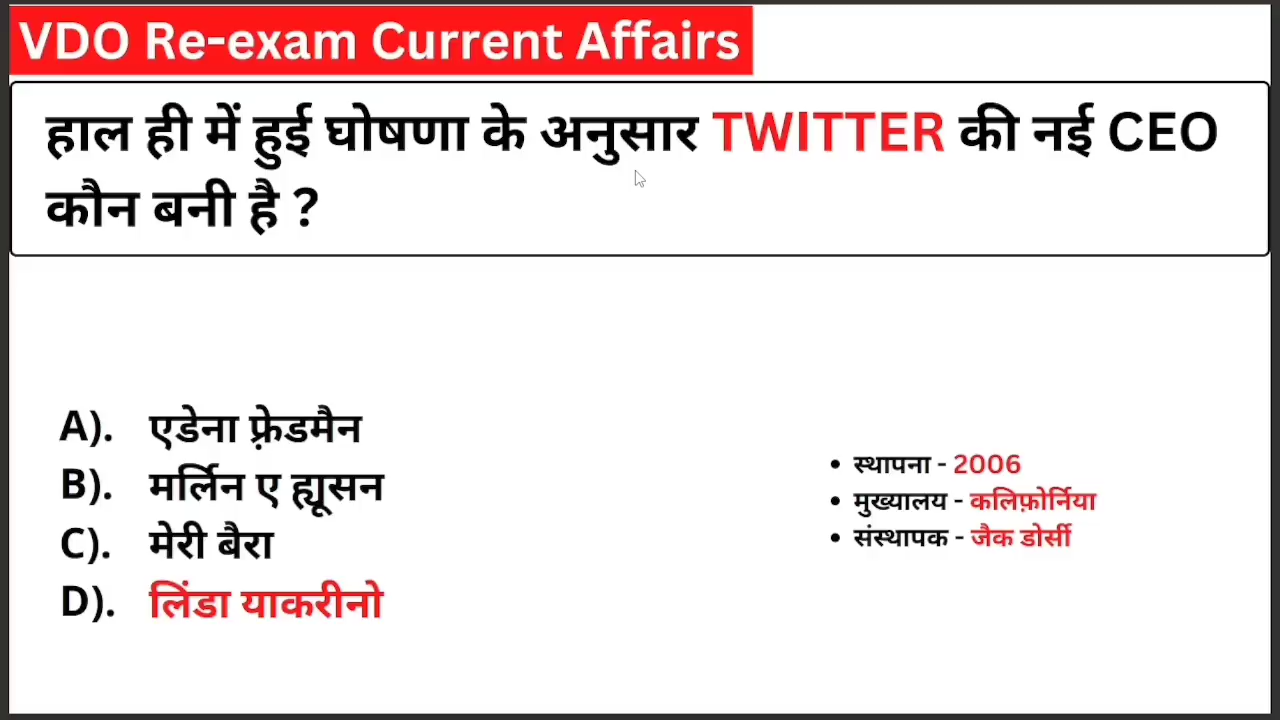 VDO Re-exam Current Affairs
हाल ही में हुई घोषणा के अनुसार TWITTER की नई CEO
कौन बनी है ?
A). एडेना फ़्रेडमैन
B). मर्लिन ए ह्यूसन
C). मेरी बैरा
D). लिंडा याकरीनो
• स्थापना - 2006
• मुख्यालय - कलिफ़ोर्निया
• संस्थापक - जैक डोर्सी